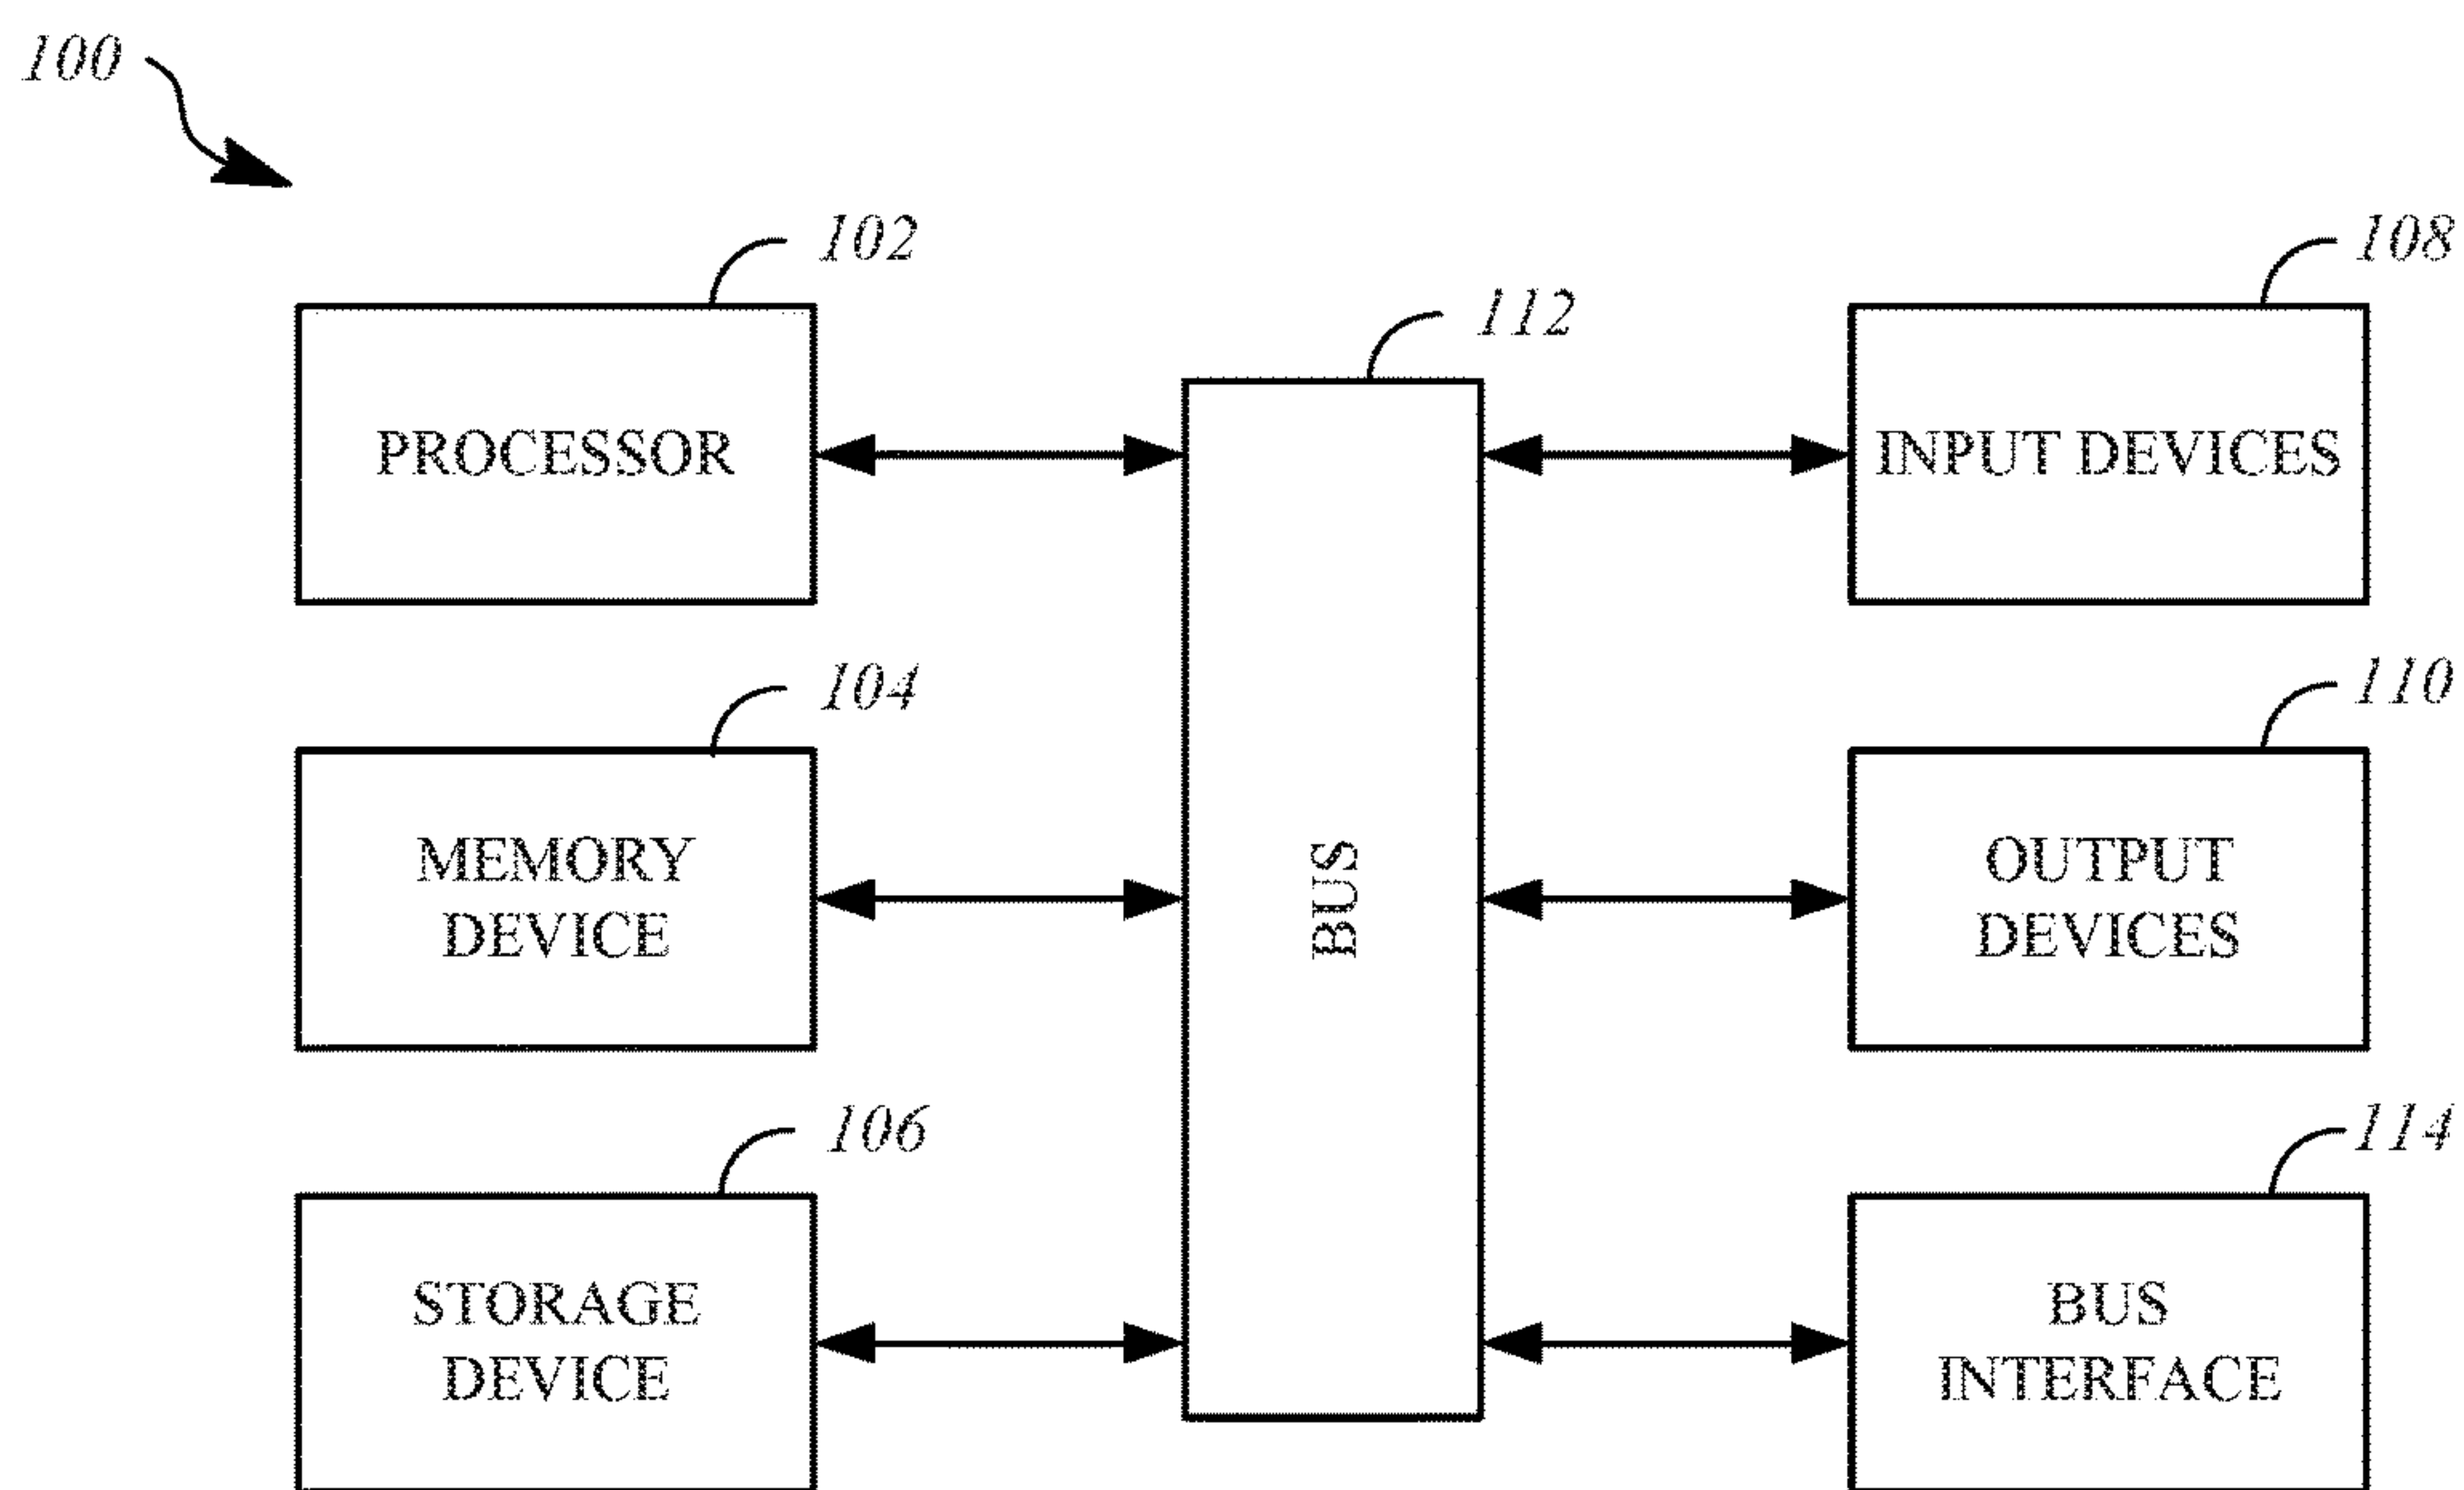 100
102
PROCESSOR
104
MEMORY
DEVICE
106
STORAGE
DEVICE
112
BUS
108
INPUT DEVICES
110
OUTPUT
DEVICES
114
BUS
INTERFACE